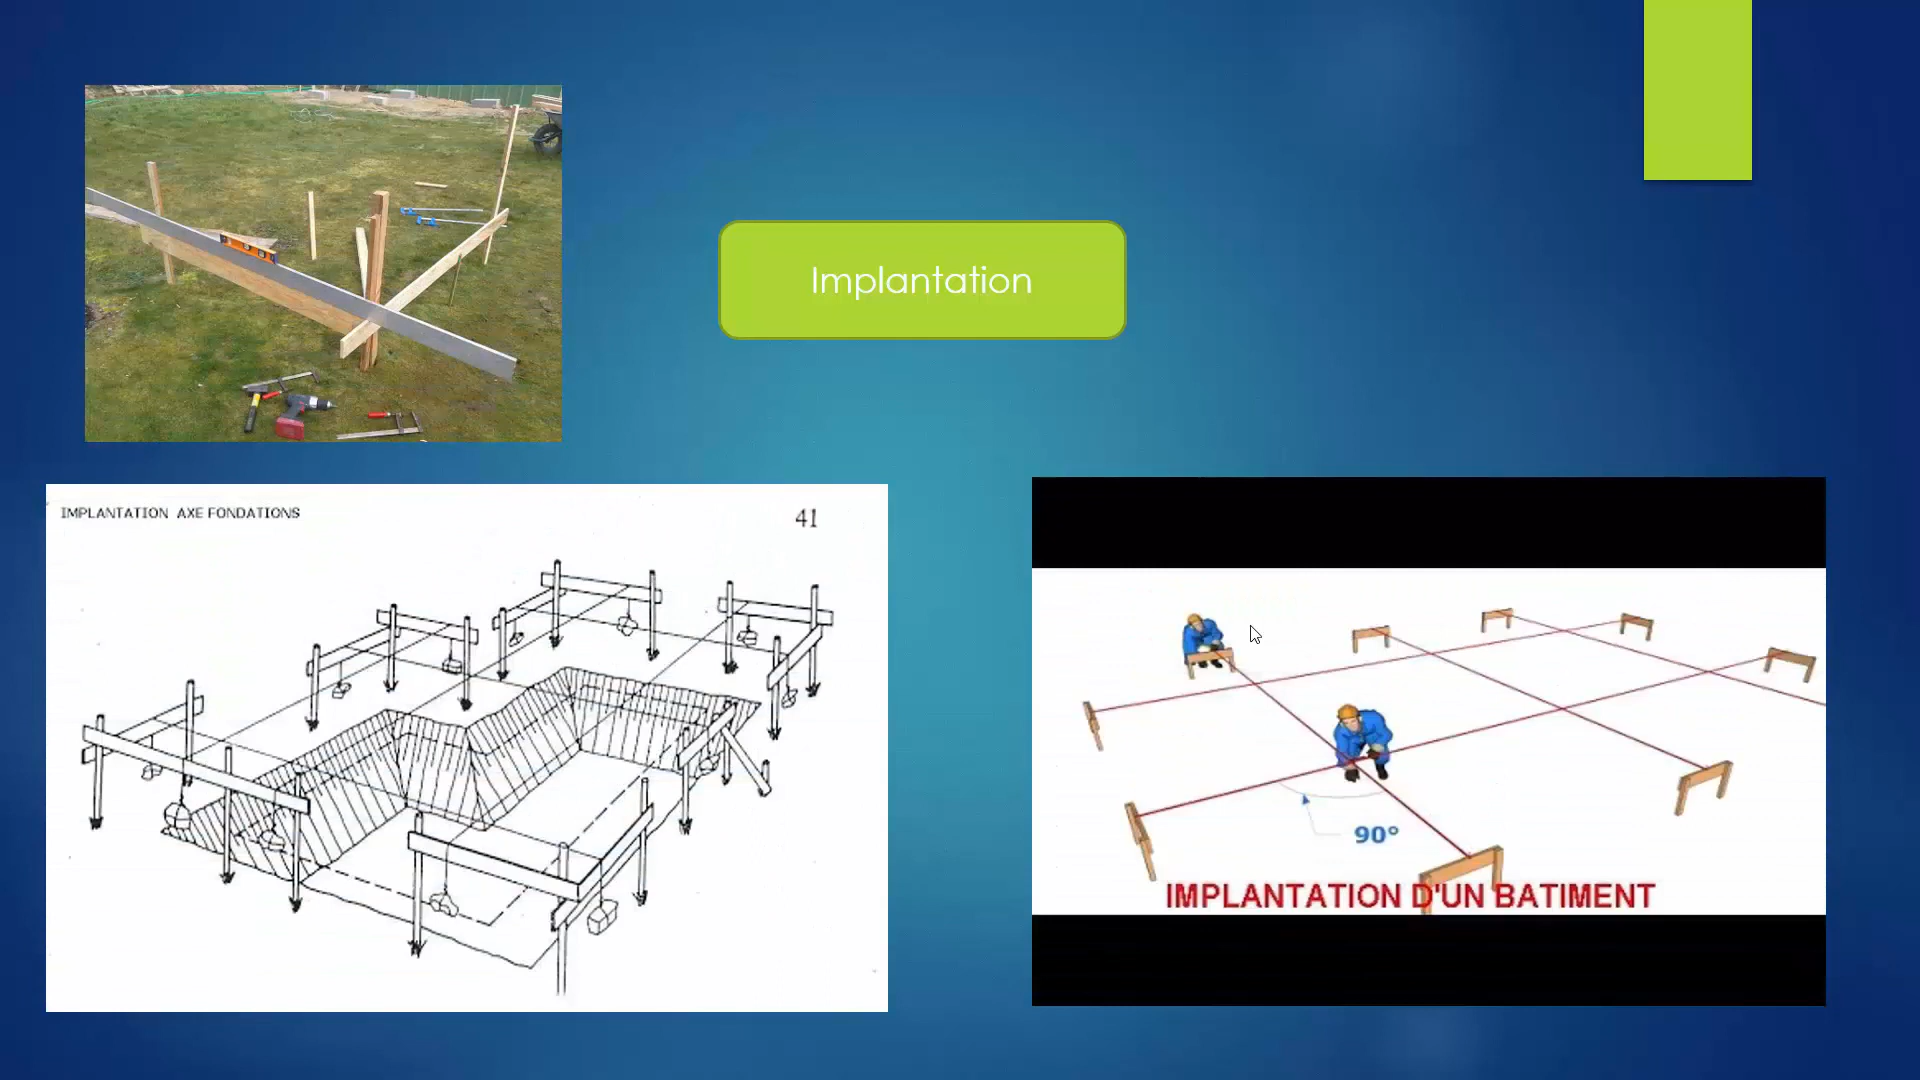 Implantation
IMPLANTATION AXE FONDATIONS
41
90°
IMPLANTATION D'UN BATIMENT